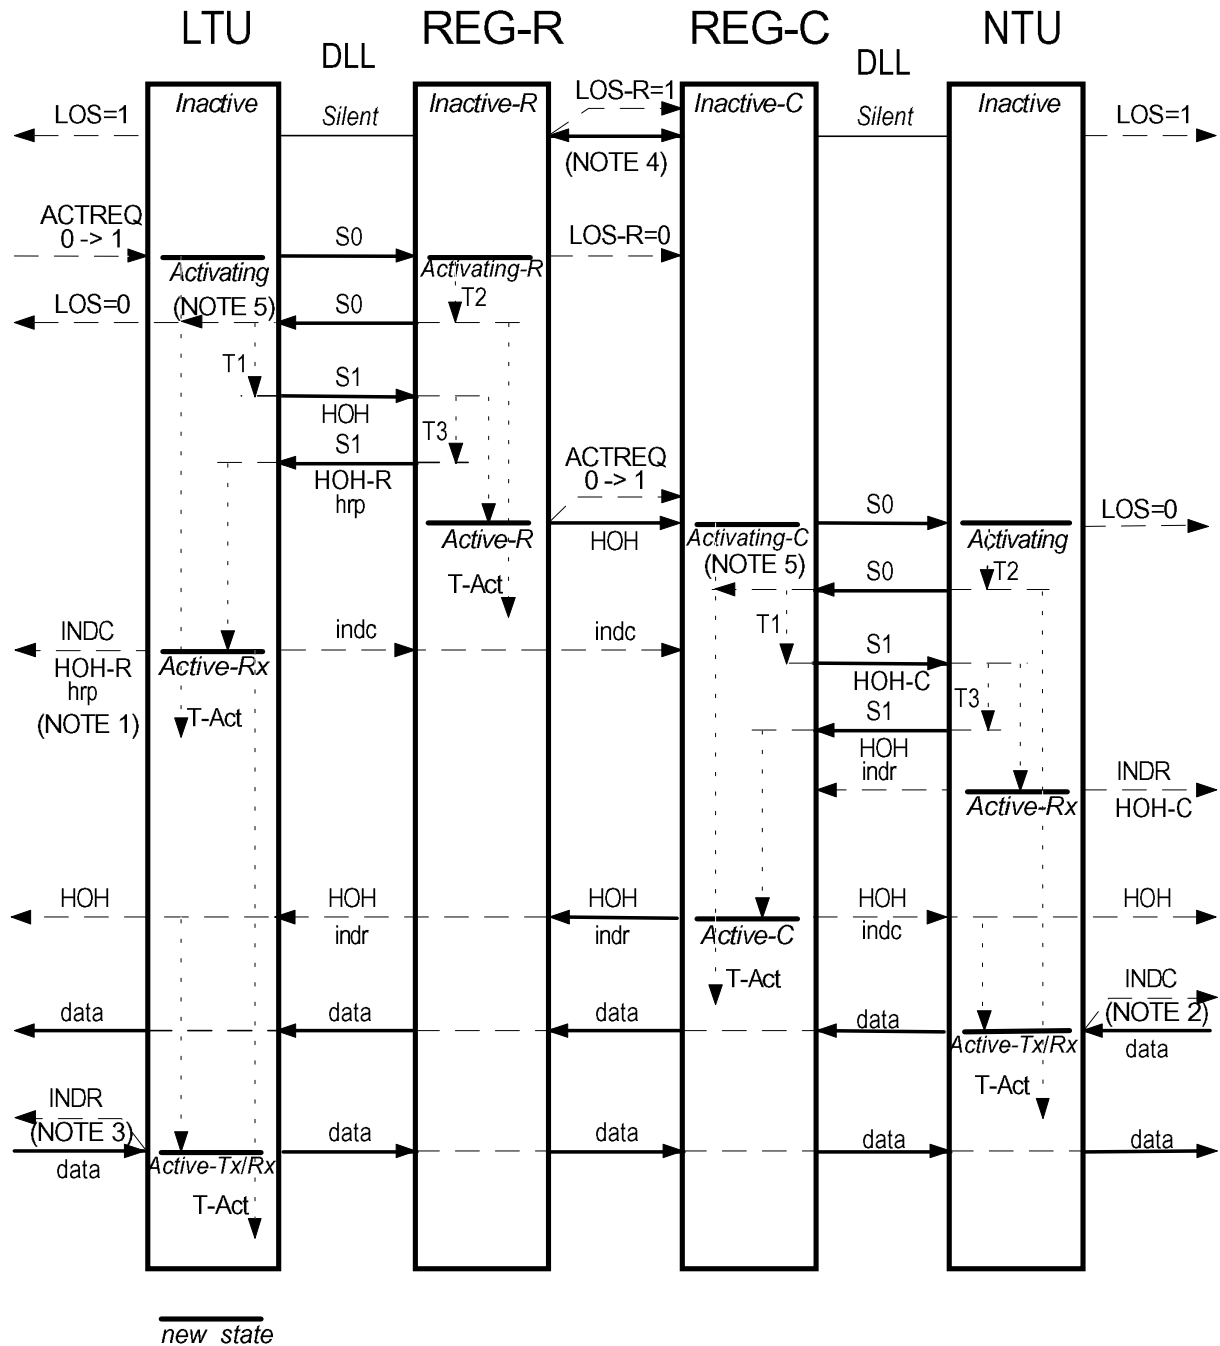 LTU REG-R REG-C NTU
DLL DLL
Inactive Inactive-R Inactive-C Inactive
LOS=1 Silent LOS-R=1 Silent LOS=1
(NOTE 4)
ACTREQ
0 -> 1 S0 LOS-R=0
Activating Activating-R
(NOTE 5)
LOS=0 S0 T2
T1 S1
HOH T3
S1
HOH-R
hrp
ACTREQ
0 -> 1
Active-R HOH Activating-C S0 Activating LOS=0
(NOTE 5)
T-Act S0 T2
INDC indc indc T1 S1
HOH-R Active-Rx HOH-C
hrp
(NOTE 1) T-Act S1 T3
HOH
indr INDR
Active-Rx HOH-C
HOH HOH HOH HOH HOH
indr indr Active-C indc
T-Act INDC
(NOTE 2)
data data data data data
Active-Tx/Rx
T-Act
INDR
(NOTE 3)
data data data data data
Active-Tx/Rx
T-Act
new state